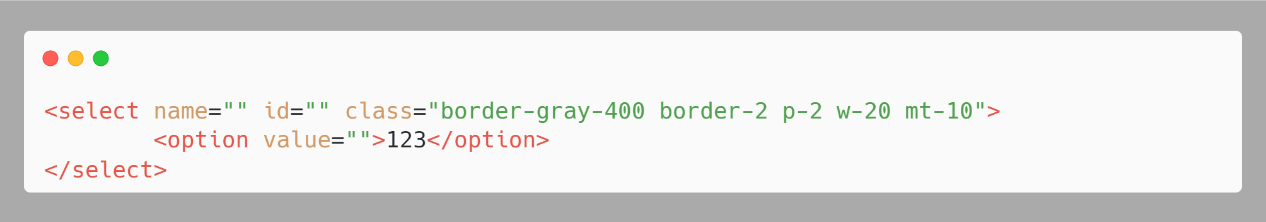 <select name="" id="" class="border-gray-400 border-2 p-2 w-20 mt-10">
        <option value="">123</option>
</select>